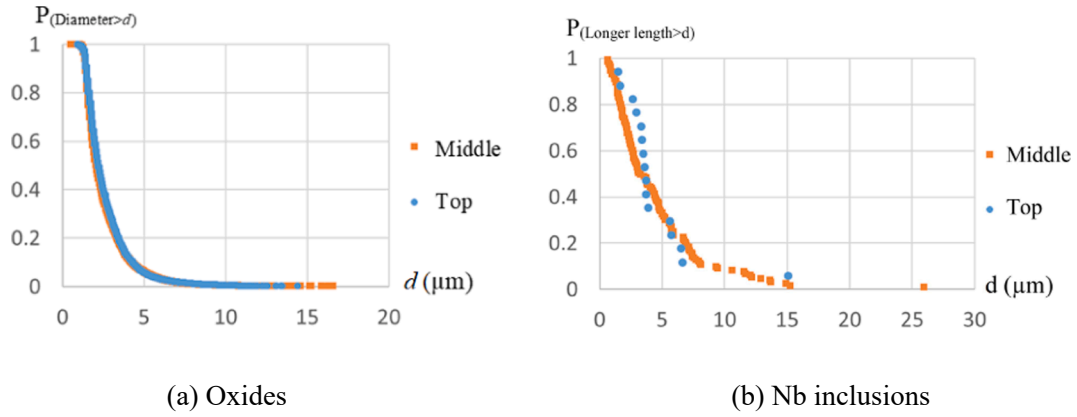 P(Diameter>d)
1
0.8
0.6
0.4
0.2
0
0
5
10
15
20
d (µm)
Middle
Top
(a) Oxides
P(Longer length>d)
1
0.8
0.6
0.4
0.2
0
0
5
10
15
20
25
30
d (µm)
Middle
Top
(b) Nb inclusions